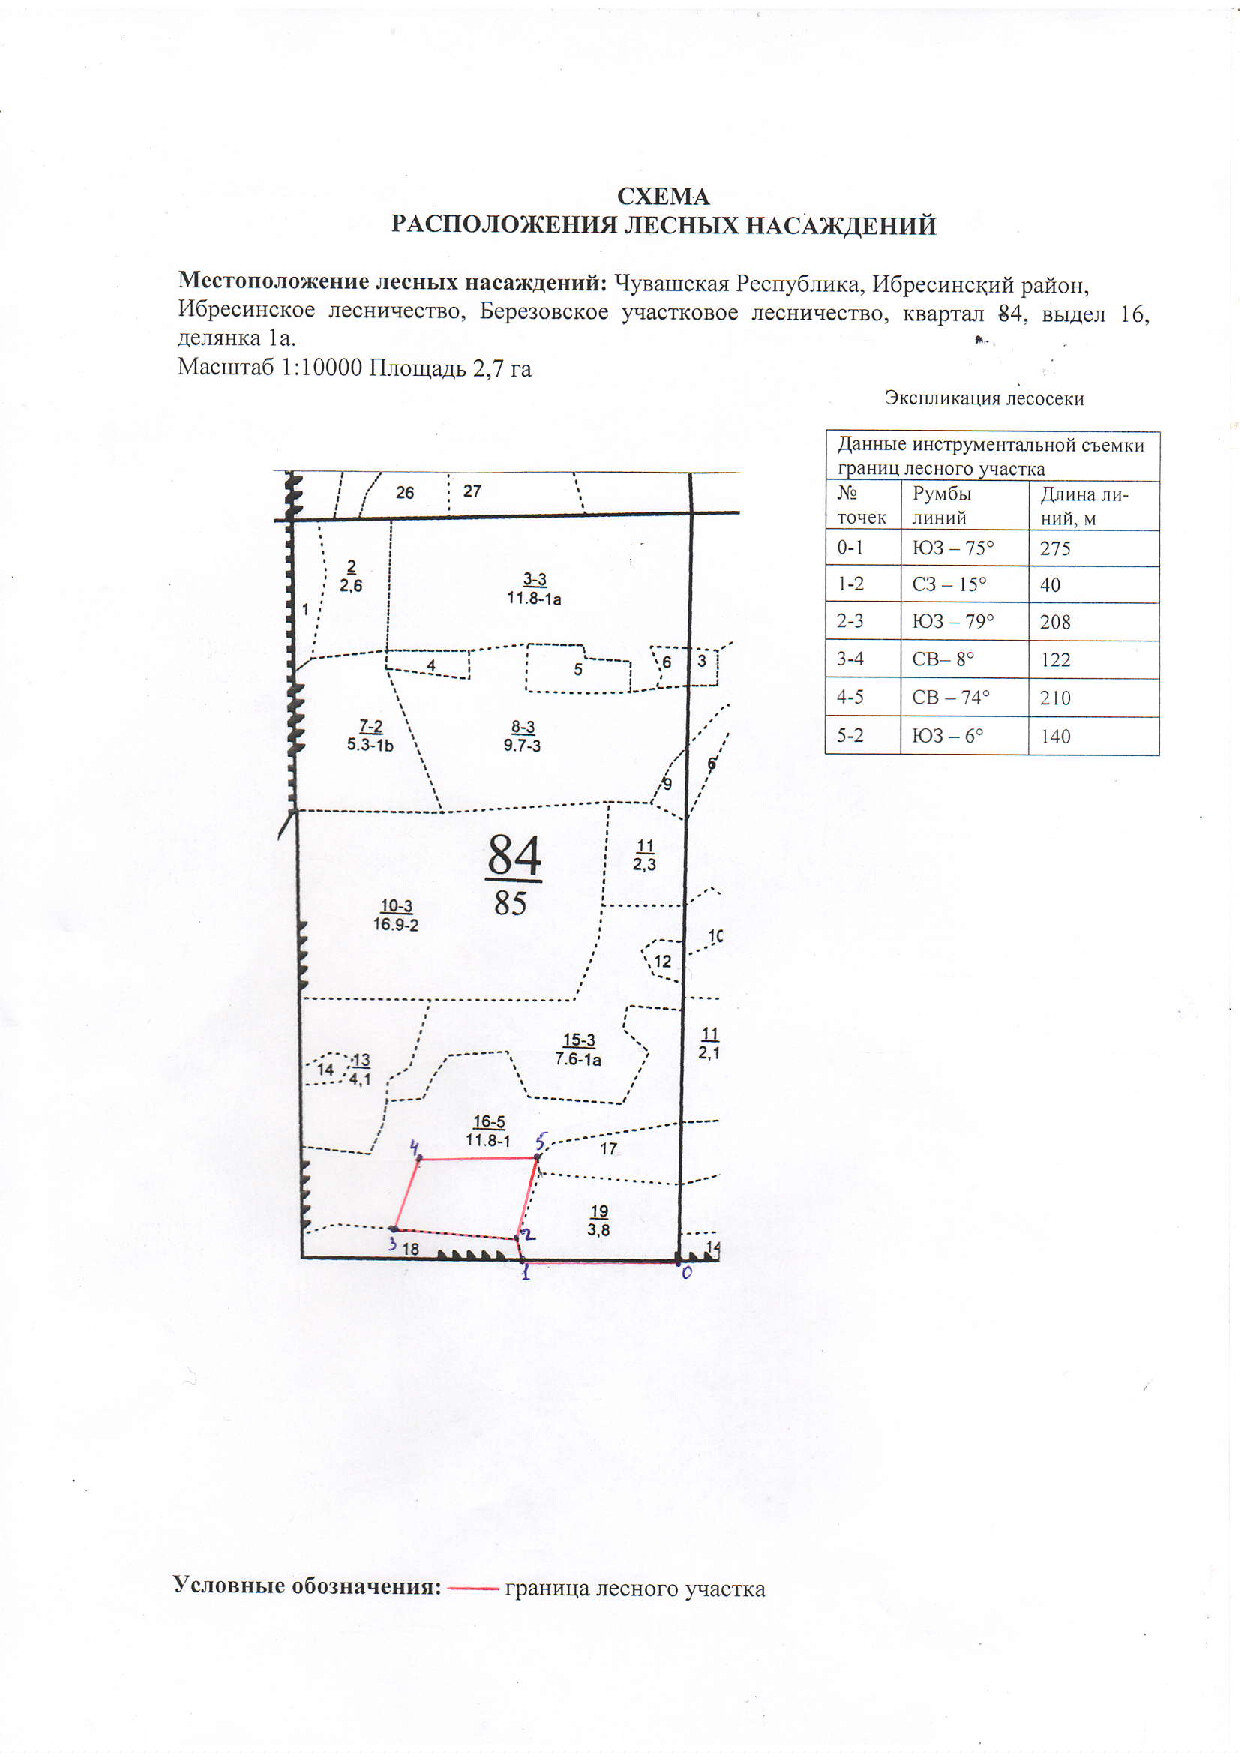 СХЕМА
РАСПОЛОЖЕНИЯ ЛЕСНЫХ НАСАЖДЕНИЙ
Местоположение лесных насаждений: Чувашская Республика, Ибресинский район,
Ибресинское лесничество, Березовское участковое лесничество, квартал 84, выдел 16,
делянка 1а.
Масштаб 1:10000 Площадь 2,7 га
Экспликация лесосеки
Данные инструментальной съемки
границ лесного участка
№ точек Румбы линий Длина ли-
ний, м
0-1 ЮЗ – 75° 275
1-2 СЗ – 15° 40
2-3 ЮЗ – 79° 208
3-4 СВ– 8° 122
4-5 СВ – 74° 210
5-2 ЮЗ – 6° 140
26 27
2
2,6
1
3-3
11.8-1a
4
5
6 3
7-2
5.3-1b
8-3
9.7-3
9
6
84
85
11
2,3
10-3
16.9-2
10
12
15-3
7.6-1a
11
2,1
14
13
4,1
16-5
11.8-1
4
5
17
19
3,8
2
3
18
14
1
0
Условные обозначения: граница лесного участка